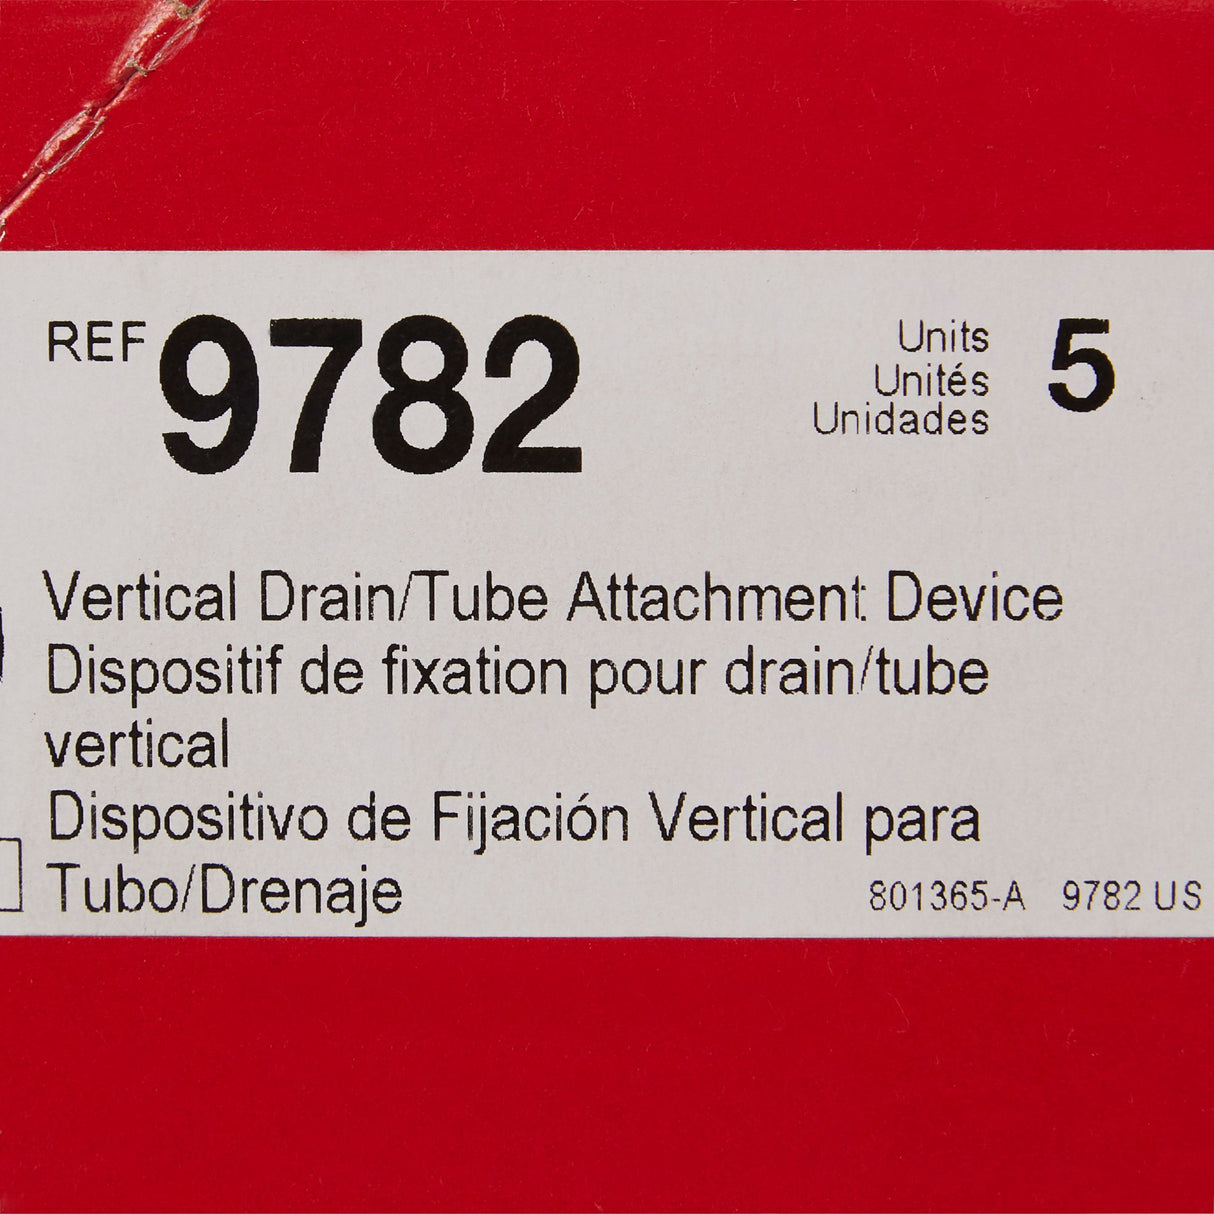 REF 9782
Units
Unités 5
Unidades
Vertical Drain/Tube Attachment Device
Dispositif de fixation pour drain/tube
vertical
Dispositivo de Fijación Vertical para
Tubo/Drenaje
801365-A 9782 US